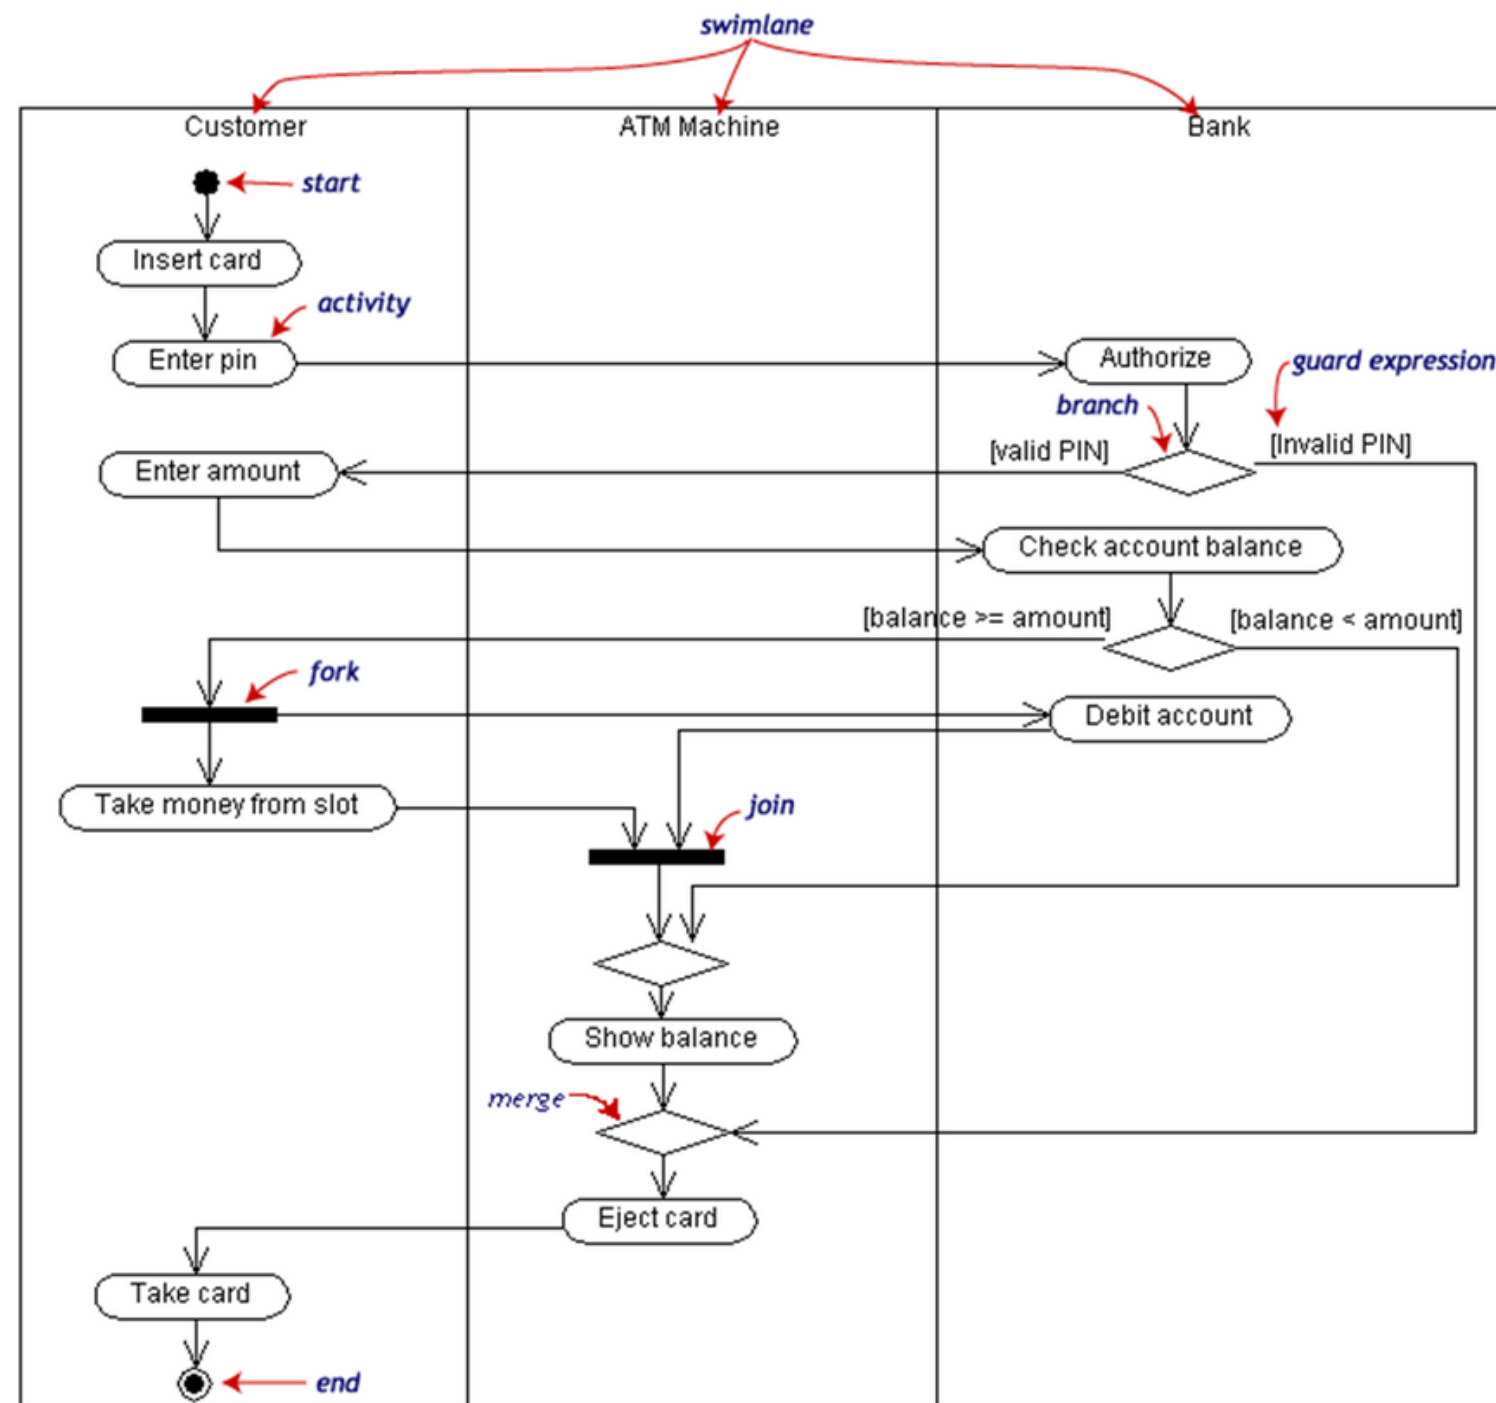 swimlane
Customer
ATM Machine
Bank
start
Insert card
activity
Enter pin
Authorize
guard expression
branch
[valid PIN]
[Invalid PIN]
Enter amount
Check account balance
[balance >= amount]
[balance < amount]
fork
Debit account
Take money from slot
join
Show balance
merge
Eject card
Take card
end